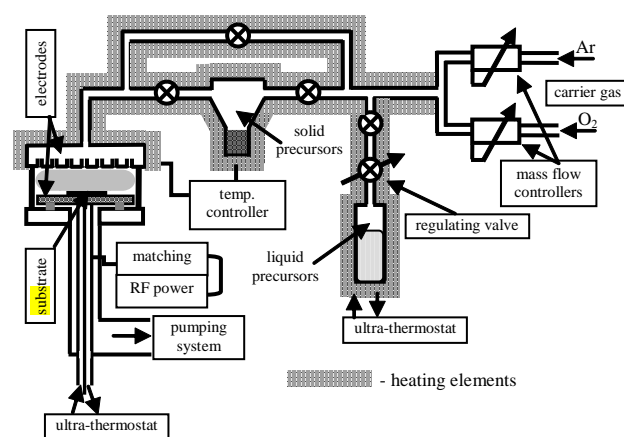 electrodes
Ar
carrier gas
O2
mass flow
controllers
solid
precursors
temp.
controller
regulating valve
liquid
precursors
matching
RF power
substrate
pumping
system
ultra-thermostat
- heating elements
ultra-thermostat